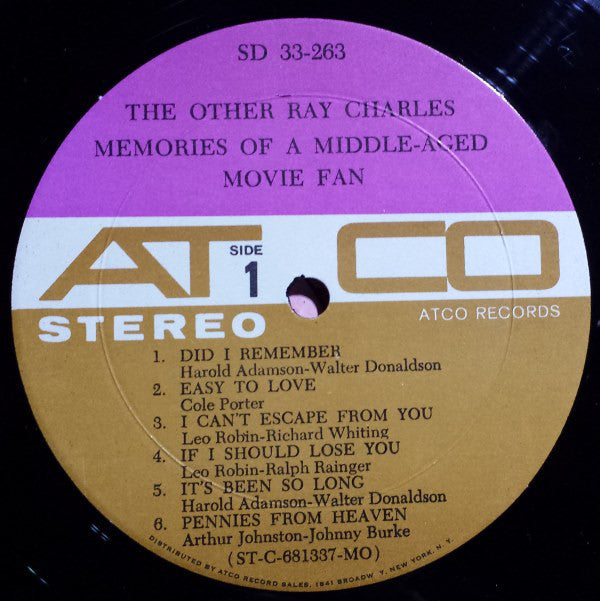 SD 33-263
THE OTHER RAY CHARLES
MEMORIES OF A MIDDLE-AGED
MOVIE FAN
ATCO
SIDE
1
STEREO
ATCO RECORDS
1. DID I REMEMBER
Harold Adamson-Walter Donaldson
2. EASY TO LOVE
Cole Porter
3. I CAN'T ESCAPE FROM YOU
Leo Robin-Richard Whiting
4. IF I SHOULD LOSE YOU
Leo Robin-Ralph Rainger
5. IT'S BEEN SO LONG
Harold Adamson-Walter Donaldson
6. PENNIES FROM HEAVEN
Arthur Johnston-Johnny Burke
(ST-C-681337-MO)
DISTRIBUTED BY ATCO RECORD SALES, 1841 BROADW Y, NEW YORK, N. Y.